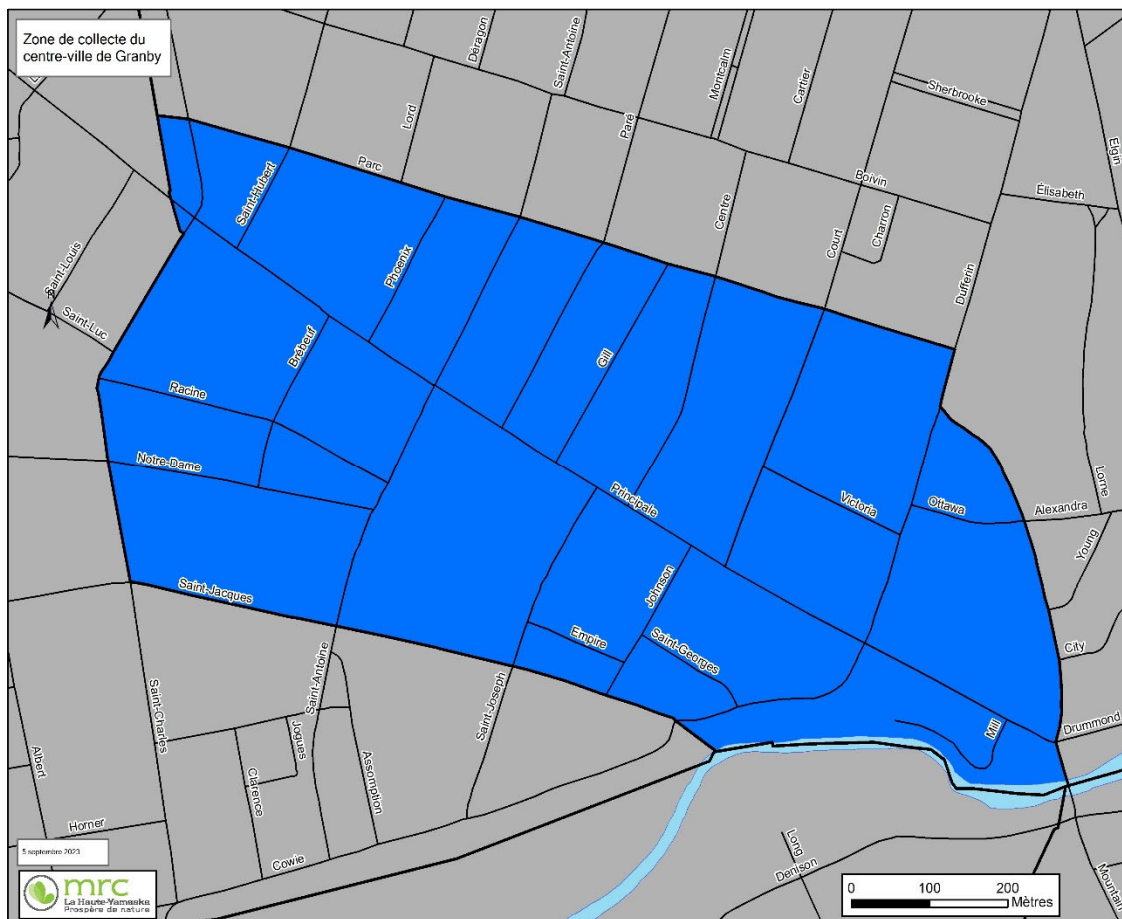 Zone de collecte du
centre-ville de Granby
Déragon
Saint-Antoine
Montcalm
Cartier
Sherbrooke
Lord
Paré
Elgin
Saint-Hubert
Parc
Boivin
Élisabeth
Centre
Court
Charron
Saint-Louis
Phoenix
Dufferin
Saint-Luc
Brébeuf
Gill
Racine
Notre-Dame
Principale
Victoria
Ottawa
Lorne
Alexandra
Young
Saint-Jacques
Johnson
Empire
Saint-Georges
City
Saint-Charles
Saint-Antoine
Saint-Joseph
Mill
Drummond
Jogues
Albert
Clarence
Assomption
Horner
Cowie
Long
Denison
Mountain
5 septembre 2023
mrc
La Haute-Yamaska
Prospère de nature
0 100 200
Mètres